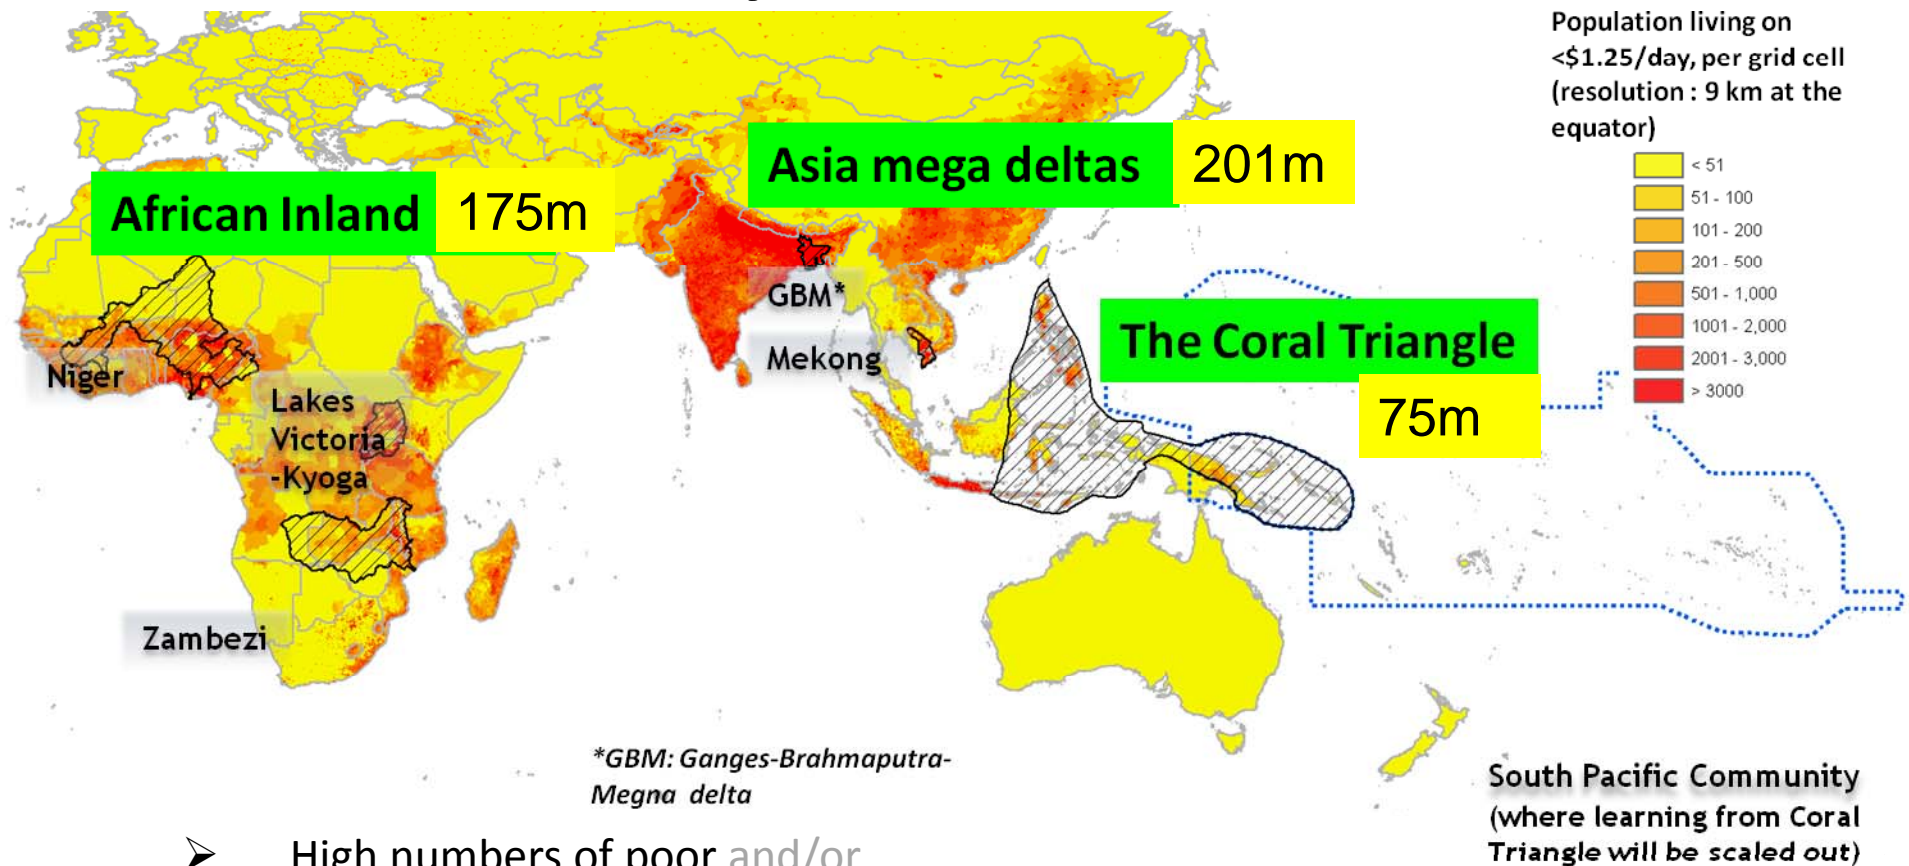 Population living on
<$1.25/day, per grid cell
(resolution : 9 km at the
equator)
< 51
51 - 100
101 - 200
201 - 500
501 - 1,000
1001 - 2,000
2001 - 3,000
> 3000
Asia mega deltas 201m
African Inland 175m
GBM*
The Coral Triangle
75m
Mekong
Niger
Lakes
Victoria
-Kyoga
Zambezi
*GBM: Ganges-Brahmaputra-
Megna delta
South Pacific Community
(where learning from Coral
Triangle will be scaled out)
➢ High numbers of poor and/or